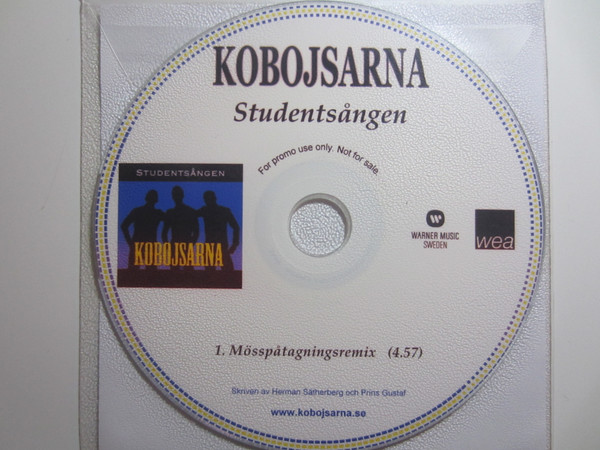 KOBOJSARNA
Studentsången
For promo use only. Not for sale.
STUDENTSÅNGEN
KOBOJSARNA
WARNER MUSIC
SWEDEN
wea
1. Mösspåtagningsremix (4.57)
Skriven av Herman Sätherberg och Prins Gustaf
www.kobojsarna.se